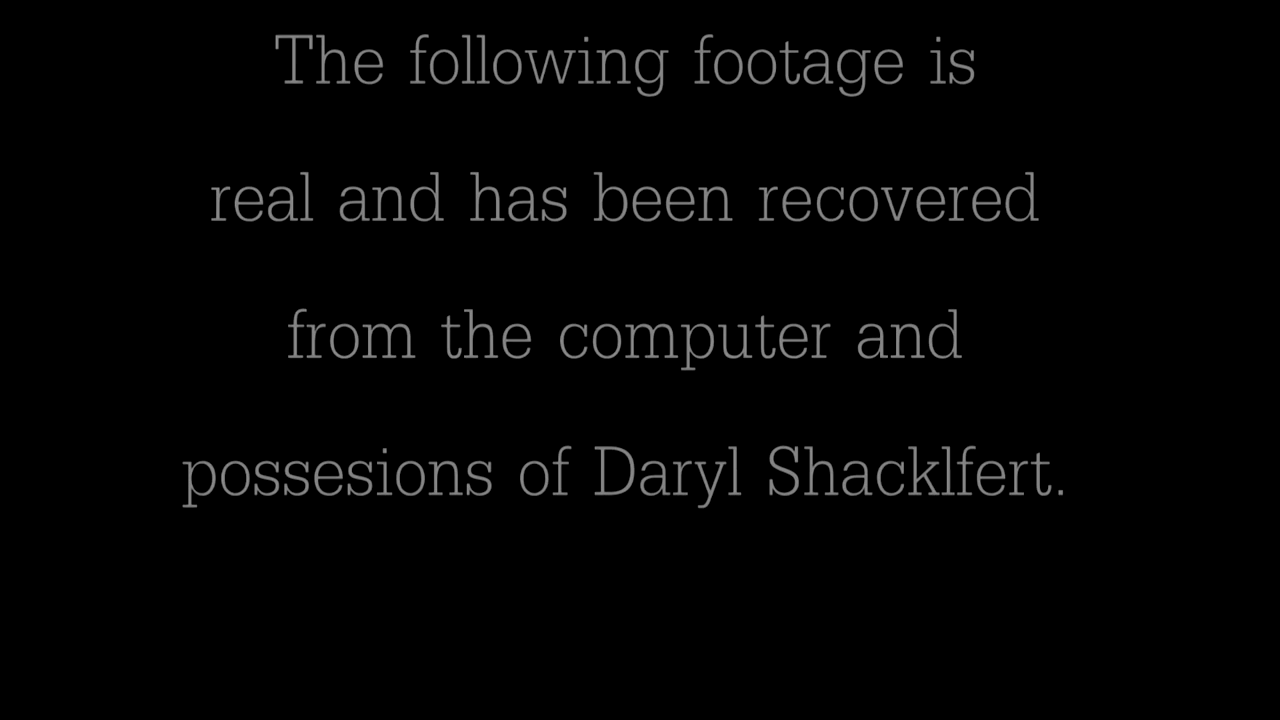 The following footage is
real and has been recovered
from the computer and
possesions of Daryl Shacklfert.